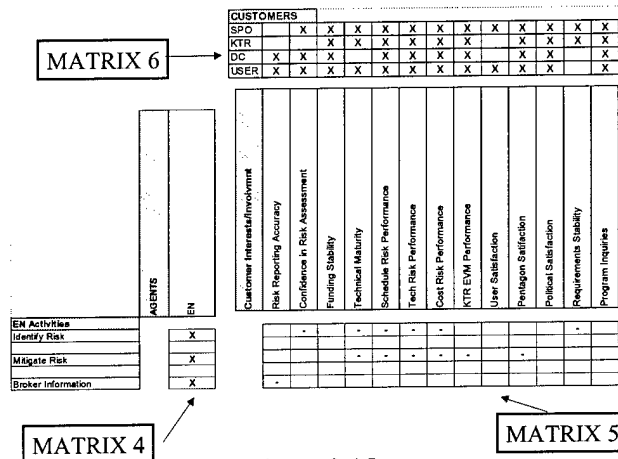 CUSTOMERS
SPO X X X X X X X X X X X X
KTR X X X X X X X X X X
DC X X X X X X X X X X
USER X X X X X X X X X X X X
MATRIX 6
AGENTS
EN
Customer Interests/Involvmnt
Risk Reporting Accuracy
Confidence in Risk Assessment
Funding Stability
Technical Maturity
Schedule Risk Performance
Tech Risk Performance
Cost Risk Performance
KTR EVM Performance
User Satisfaction
Pentagon Satifaction
Political Satisfaction
Requirements Stability
Program Inquiries
EN Activities
Identify Risk X - - - - - -
Mitigate Risk X - - - - - -
Broker Information X -
MATRIX 4
MATRIX 5